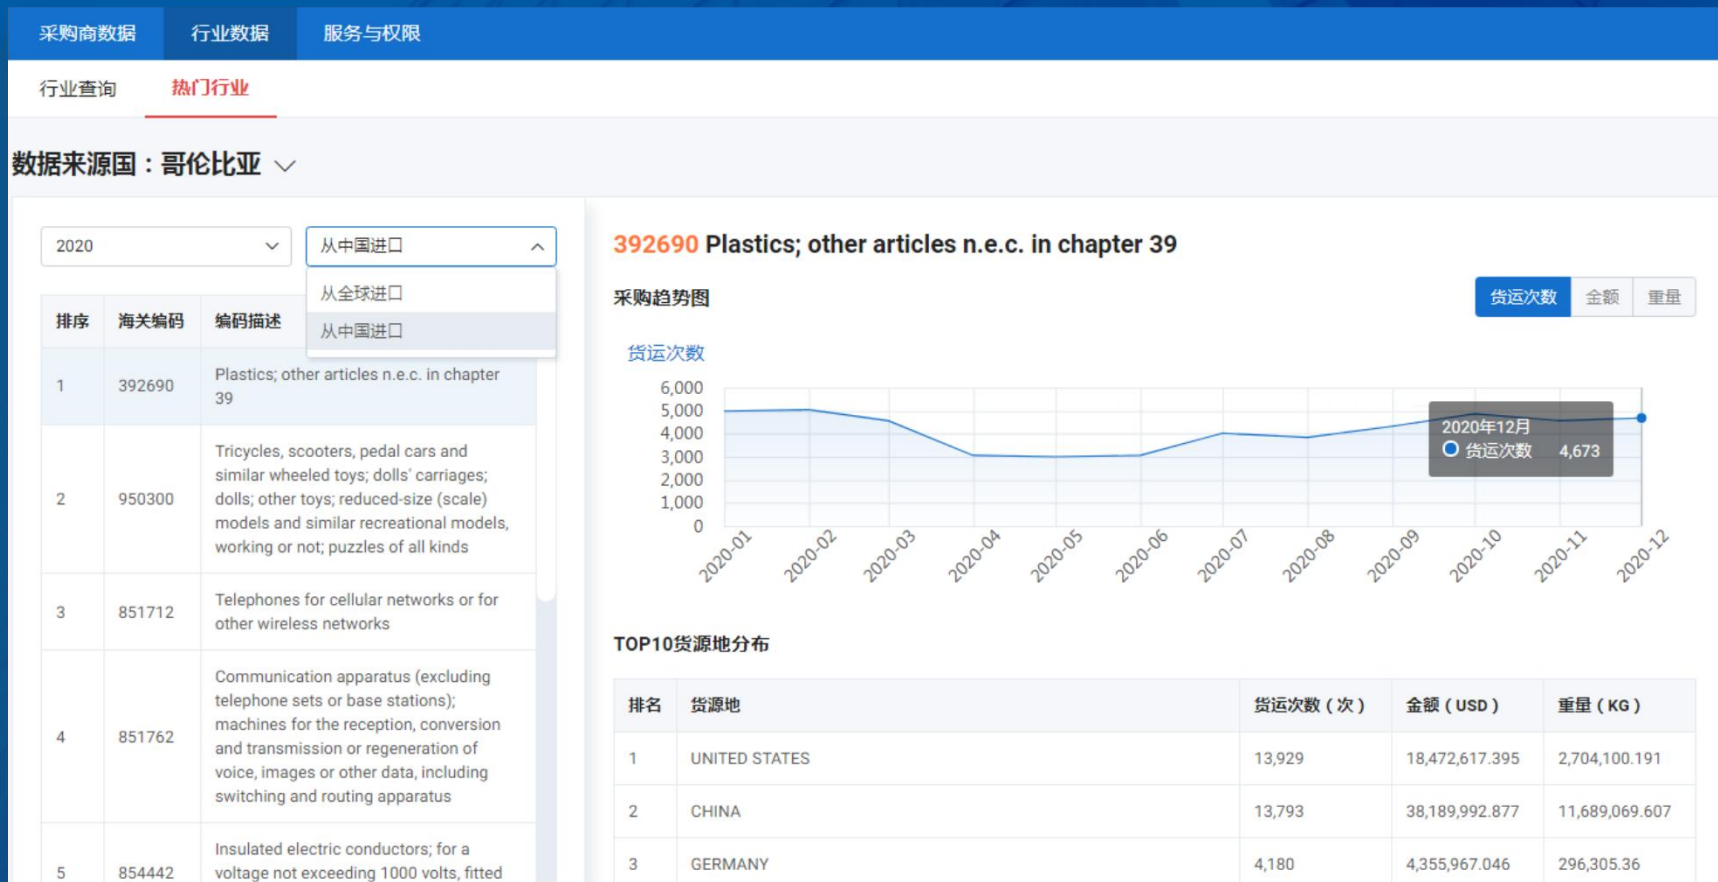 采购商数据 行业数据 服务与权限
行业查询 热门行业
数据来源国：哥伦比亚
2020 从中国进口
从全球进口
从中国进口
排序 海关编码 编码描述
1 392690 Plastics; other articles n.e.c. in chapter
39
2 950300 Tricycles, scooters, pedal cars and
similar wheeled toys; dolls' carriages;
dolls; other toys; reduced-size (scale)
models and similar recreational models,
working or not; puzzles of all kinds
3 851712 Telephones for cellular networks or for
other wireless networks
4 851762 Communication apparatus (excluding
telephone sets or base stations);
machines for the reception, conversion
and transmission or regeneration of
voice, images or other data, including
switching and routing apparatus
5 854442 Insulated electric conductors; for a
voltage not exceeding 1000 volts, fitted
392690 Plastics; other articles n.e.c. in chapter 39
采购趋势图 货运次数 金额 重量
货运次数
6,000
5,000
4,000
3,000
2,000
1,000
0
2020年12月
货运次数 4,673
2020-01 2020-02 2020-03 2020-04 2020-05 2020-06 2020-07 2020-08 2020-09 2020-10 2020-11 2020-12
TOP10货源地分布
排名 货源地 货运次数（次） 金额（USD） 重量（KG）
1 UNITED STATES 13,929 18,472,617.395 2,704,100.191
2 CHINA 13,793 38,189,992.877 11,689,069.607
3 GERMANY 4,180 4,355,967.046 296,305.36